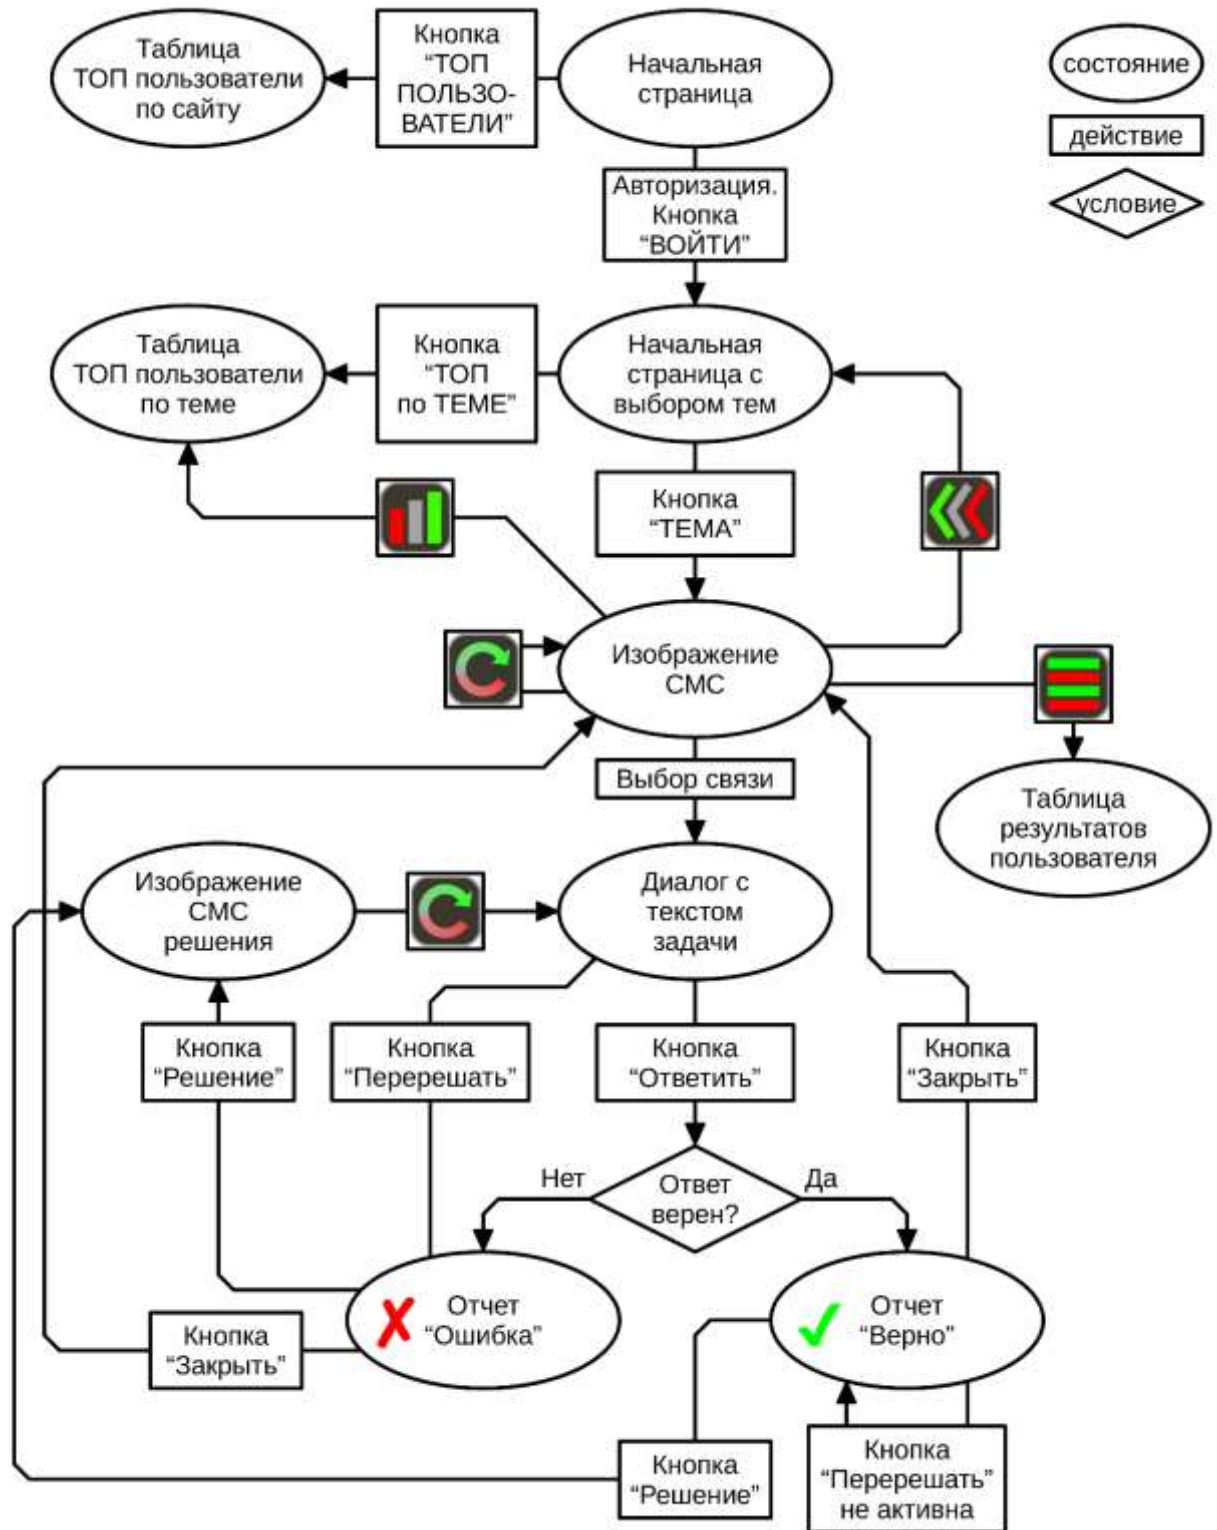 Таблица
ТОП пользователи
по сайту
Кнопка
“ТОП
ПОЛЬЗО-
ВАТЕЛИ”
Начальная
страница
состояние
действие
условие
Авторизация.
Кнопка
“ВОЙТИ”
Таблица
ТОП пользователи
по теме
Кнопка
“ТОП
по ТЕМЕ”
Начальная
страница с
выбором тем
Кнопка
“ТЕМА”
Изображение
СМС
Выбор связи
Таблица
результатов
пользователя
Изображение
СМС
решения
Диалог с
текстом
задачи
Кнопка
“Решение”
Кнопка
“Перерешать”
Кнопка
“Ответить”
Кнопка
“Закрыть”
Нет
Ответ
верен?
Да
Кнопка
“Закрыть”
Отчет
“Ошибка”
Отчет
“Верно”
Кнопка
“Решение”
Кнопка
“Перерешать”
не активна